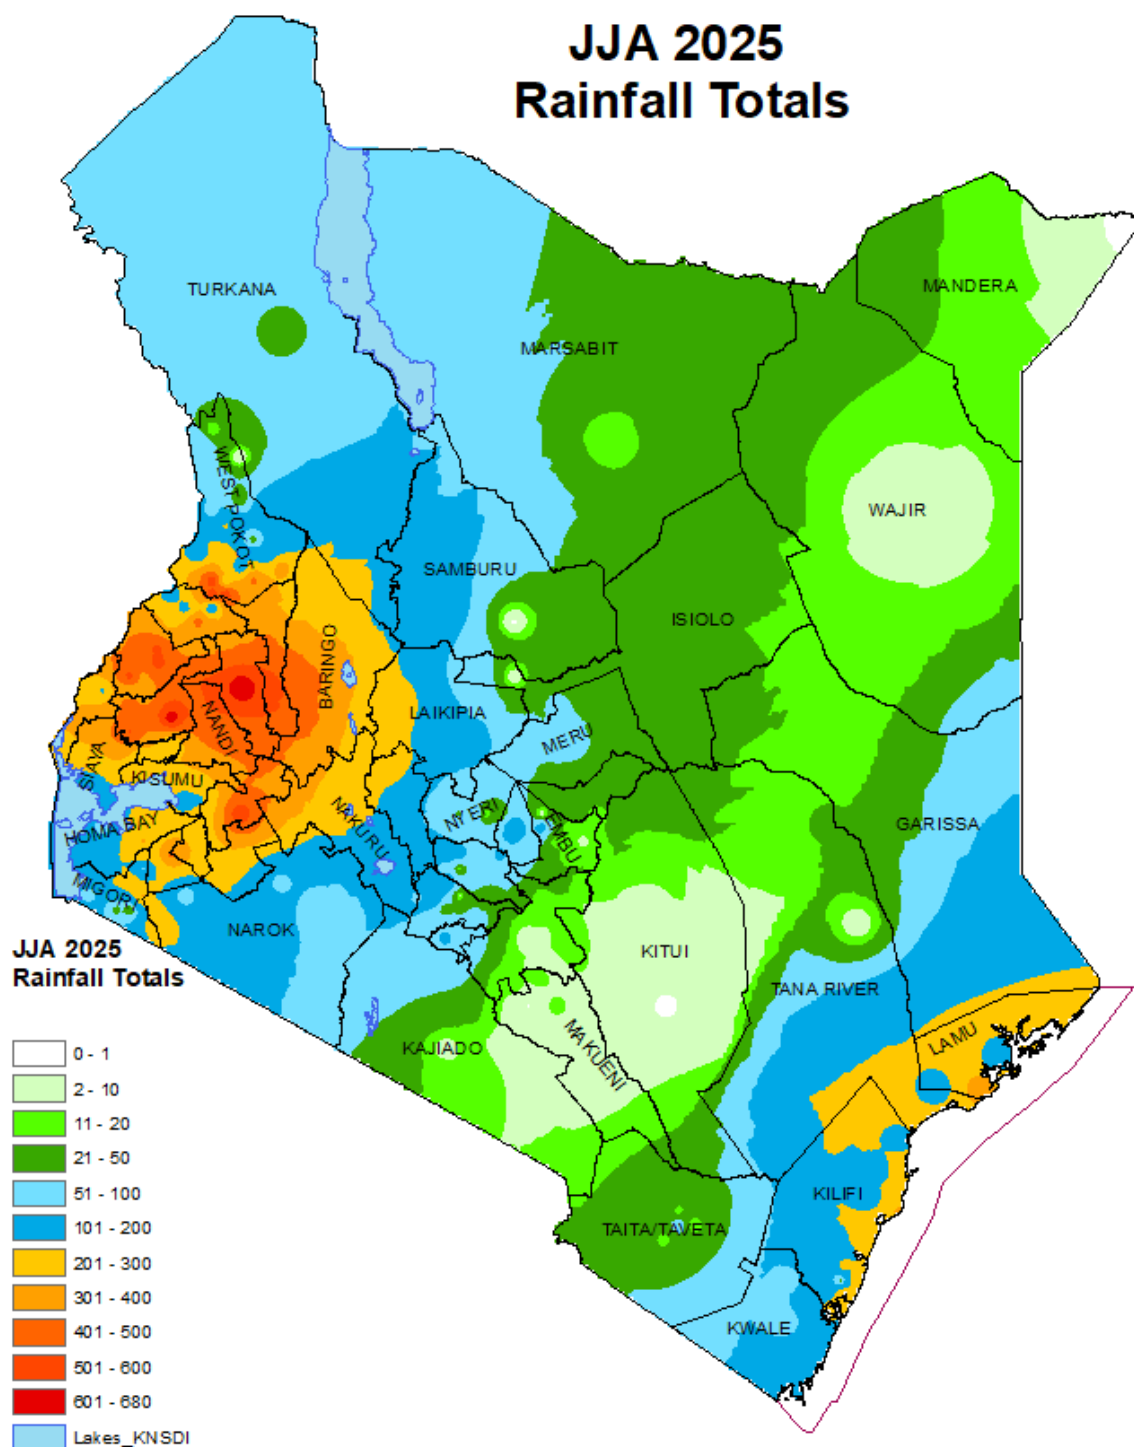 JJA 2025
Rainfall Totals
TURKANA
MANDERA
MARSABIT
WEST POKOT
WAJIR
SAMBURU
ISIOLO
BARINGO
LAIKIPIA
NANDI
MERU
SIAYA
KISUMU
NYERI
NAKURU
EMBU
GARISSA
HOMA BAY
MIGORI
NAROK
KITUI
TANA RIVER
LAMU
KAJIADO
MAKUENI
KILIFI
TAITA/TAVETA
KWALE
JJA 2025
Rainfall Totals
0 - 1
2 - 10
11 - 20
21 - 50
51 - 100
101 - 200
201 - 300
301 - 400
401 - 500
501 - 600
601 - 680
Lakes_KNSDI